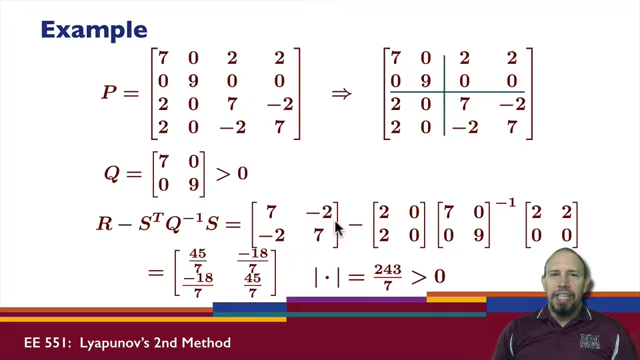 Example
P = [7 0 2 2; 0 9 0 0; 2 0 7 −2; 2 0 −2 7] ⇒ [7 0 | 2 2; 0 9 | 0 0; 2 0 | 7 −2; 2 0 | −2 7]
Q = [7 0; 0 9] > 0
R − S^T Q^−1 S = [7 −2; −2 7] − [2 0; 2 0] [7 0; 0 9]^−1 [2 2; 0 0]
= [45/7 −18/7; −18/7 45/7] | · | = 243/7 > 0
EE 551: Lyapunov's 2nd Method